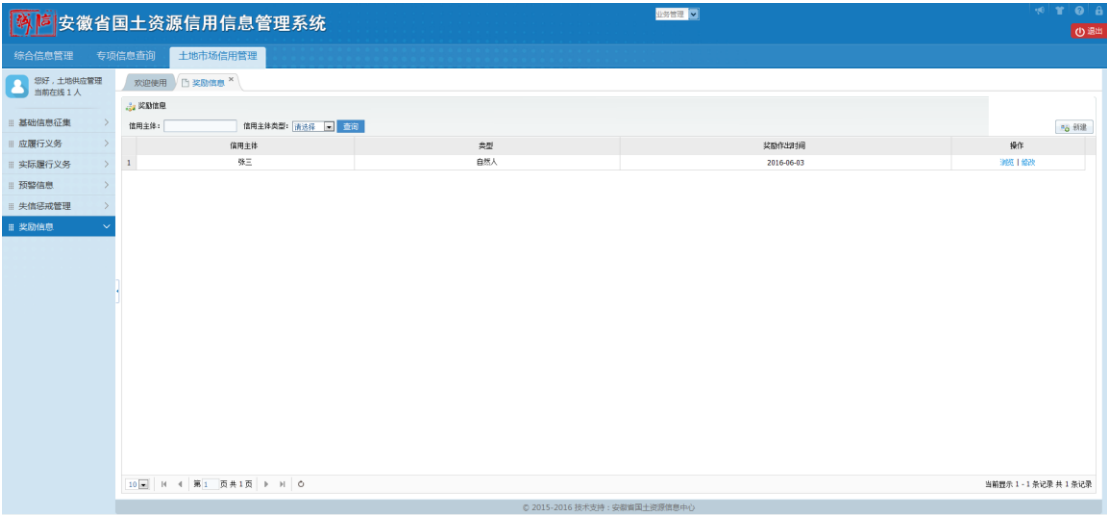 诚信 安徽省国土资源信用信息管理系统
业务管理
退出
综合信息管理 专项信息查询 土地市场信用管理
您好，土地供应管理
当前在线 1 人
欢迎使用 奖励信息 ×
奖励信息
信用主体： 信用主体类型： 请选择 查询 新建
基础信息征集
应履行义务
实际履行义务
预警信息
失信惩戒管理
奖励信息
信用主体 类型 奖励作出时间 操作
1 张三 自然人 2016-06-03 浏览 | 修改
10 第 1 页 共 1 页 当前显示 1 - 1 条记录 共 1 条记录
© 2015-2016 技术支持：安徽省国土资源信息中心